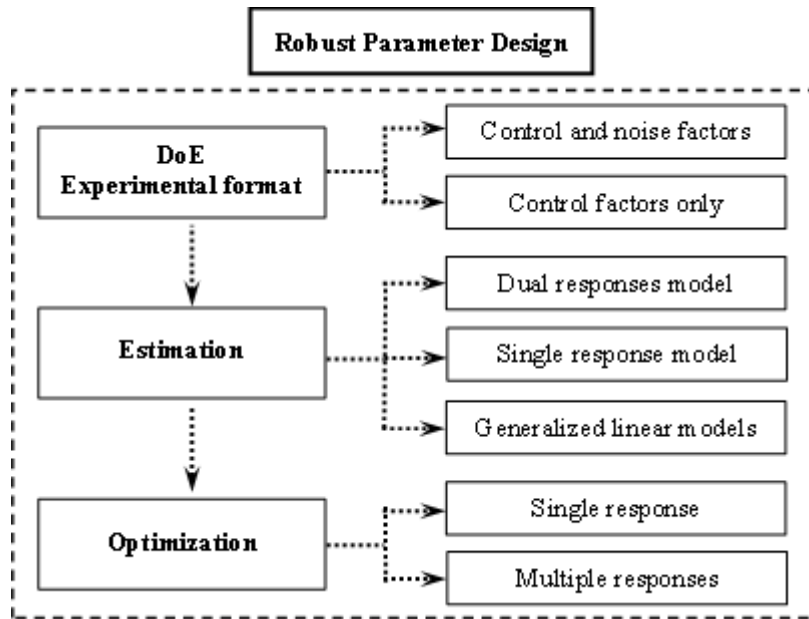 Robust Parameter Design
DoE
Experimental format
Control and noise factors
Control factors only
Estimation
Dual responses model
Single response model
Generalized linear models
Optimization
Single response
Multiple responses